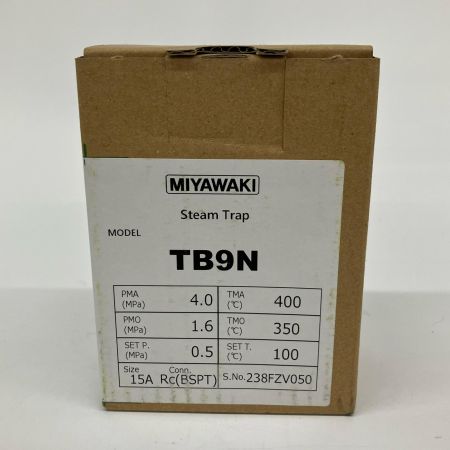 MIYAWAKI
Steam Trap
MODEL
TB9N
PMA (MPa) 4.0 TMA (℃) 400
PMO (MPa) 1.6 TMO (℃) 350
SET P. (MPa) 0.5 SET T. (℃) 100
Size 15A Conn. Rc(BSPT) S.No.238FZV050